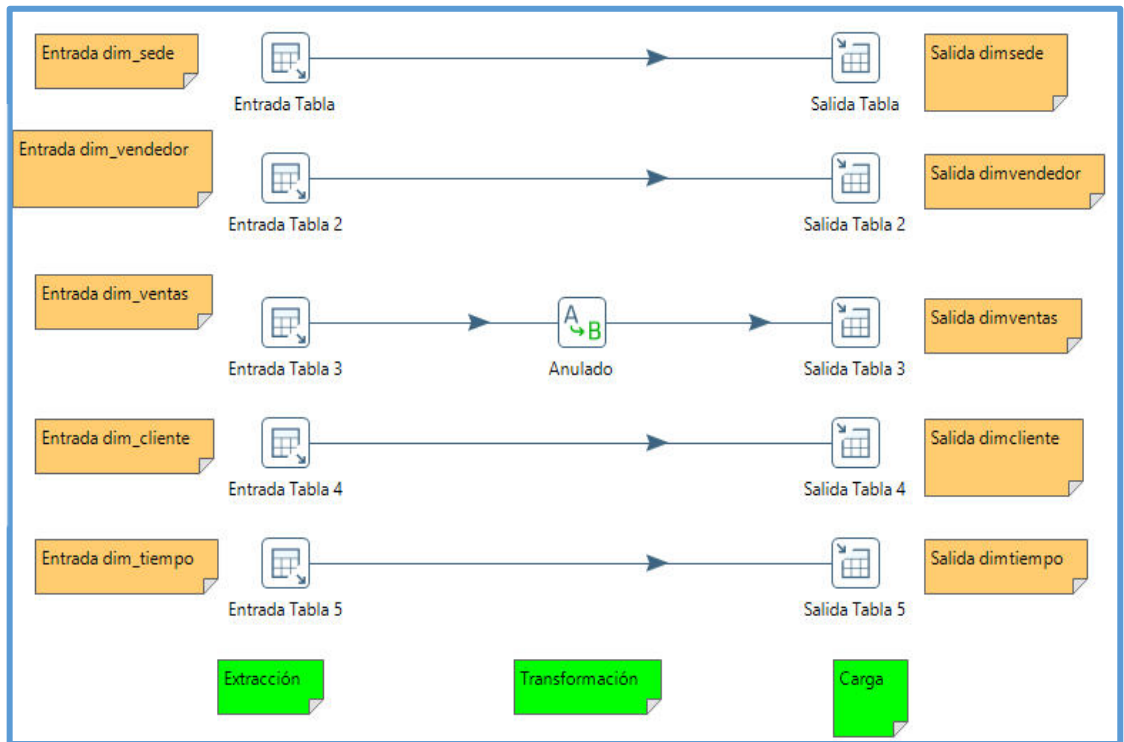 Entrada dim_sede
Entrada Tabla
Salida Tabla
Salida dimsede
Entrada dim_vendedor
Entrada Tabla 2
Salida Tabla 2
Salida dimvendedor
Entrada dim_ventas
Entrada Tabla 3
A
B
Anulado
Salida Tabla 3
Salida dimventas
Entrada dim_cliente
Entrada Tabla 4
Salida Tabla 4
Salida dimcliente
Entrada dim_tiempo
Entrada Tabla 5
Salida Tabla 5
Salida dimtiempo
Extracción
Transformación
Carga